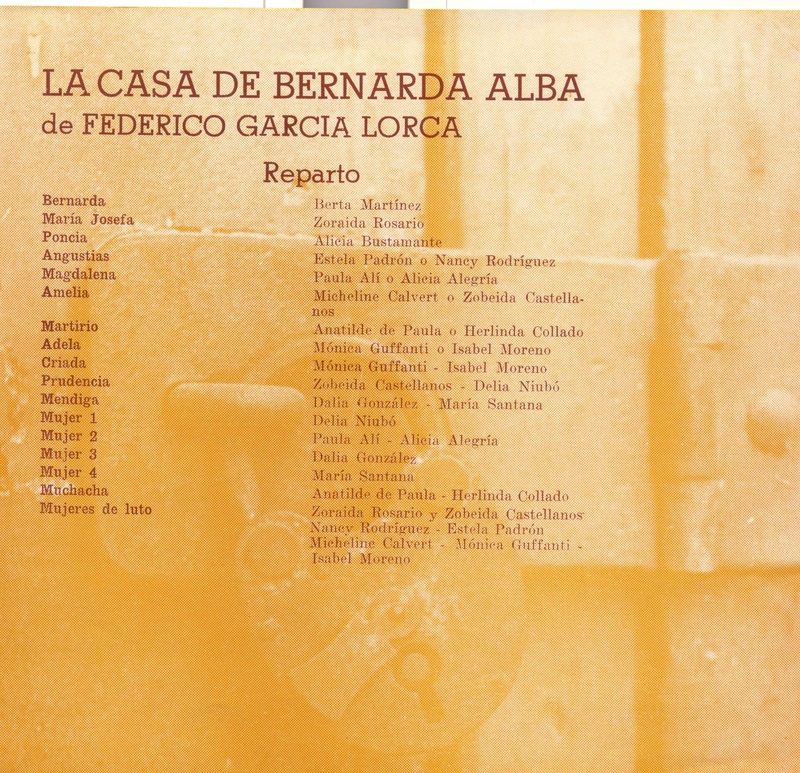 LA CASA DE BERNARDA ALBA
de FEDERICO GARCIA LORCA
Reparto
Bernarda Berta Martínez
María Josefa Zoraida Rosario
Poncia Alicia Bustamante
Angustias Estela Padrón o Nancy Rodríguez
Magdalena Paula Alí o Alicia Alegría
Amelia Micheline Calvert o Zobeida Castella-
nos
Martirio Anatilde de Paula o Herlinda Collado
Adela Mónica Guffanti o Isabel Moreno
Criada Mónica Guffanti - Isabel Moreno
Prudencia Zobeida Castellanos - Delia Niubó
Mendiga Dalia González - María Santana
Mujer 1 Delia Niubó
Mujer 2 Paula Alí - Alicia Alegría
Mujer 3 Dalia González
Mujer 4 María Santana
Muchacha Anatilde de Paula - Herlinda Collado
Mujeres de luto Zoraida Rosario y Zobeida Castellanos
Nancy Rodríguez - Estela Padrón
Micheline Calvert - Mónica Guffanti -
Isabel Moreno